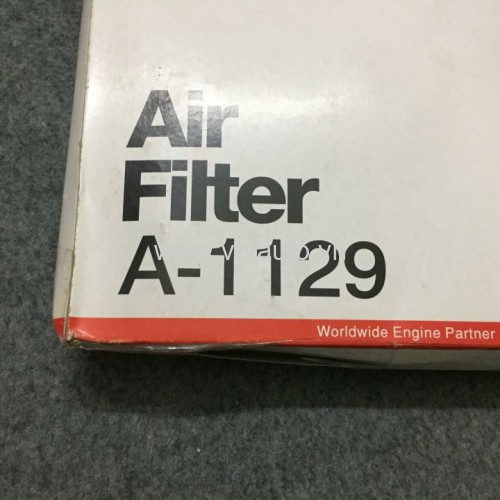 Air
Filter
A-1129
Worldwide Engine Partner